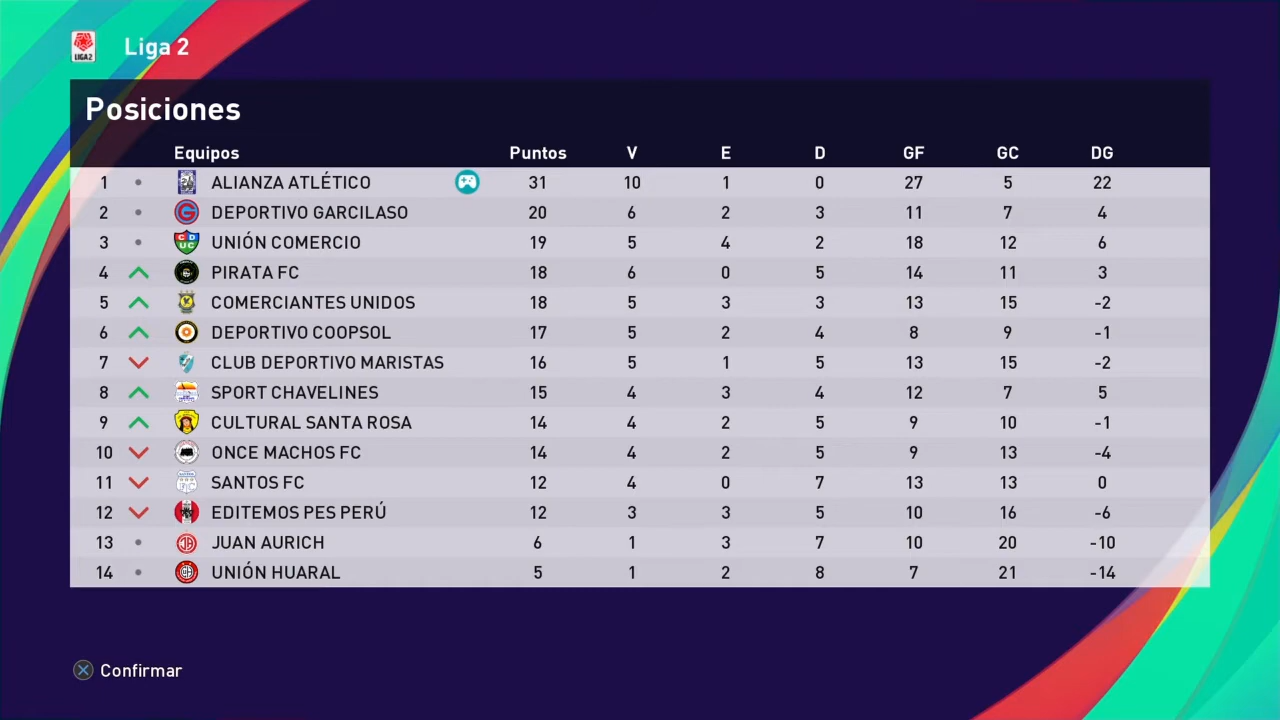 LIGA 2
Liga 2
Posiciones
Equipos Puntos V E D GF GC DG
1 ALIANZA ATLÉTICO 31 10 1 0 27 5 22
2 DEPORTIVO GARCILASO 20 6 2 3 11 7 4
3 UNIÓN COMERCIO 19 5 4 2 18 12 6
4 PIRATA FC 18 6 0 5 14 11 3
5 COMERCIANTES UNIDOS 18 5 3 3 13 15 -2
6 DEPORTIVO COOPSOL 17 5 2 4 8 9 -1
7 CLUB DEPORTIVO MARISTAS 16 5 1 5 13 15 -2
8 SPORT CHAVELINES 15 4 3 4 12 7 5
9 CULTURAL SANTA ROSA 14 4 2 5 9 10 -1
10 ONCE MACHOS FC 14 4 2 5 9 13 -4
11 SANTOS FC 12 4 0 7 13 13 0
12 EDITEMOS PES PERÚ 12 3 3 5 10 16 -6
13 JUAN AURICH 6 1 3 7 10 20 -10
14 UNIÓN HUARAL 5 1 2 8 7 21 -14
Confirmar